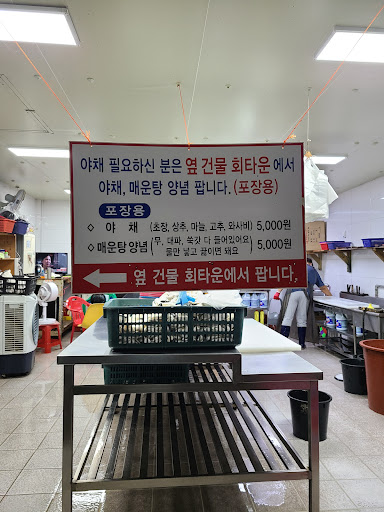 야채 필요하신 분은 옆 건물 회타운에서
야채, 매운탕 양념 팝니다. (포장용)
포장용
◇ 야 채 (초장, 상추, 마늘, 고추, 와사비) 5,000원
◇ 매운탕 양념 (무, 대파, 쑥갓 다 들어있어요 물만 넣고 끓이면 돼요) 5,000원
← 옆 건물 회타운에서 팝니다.